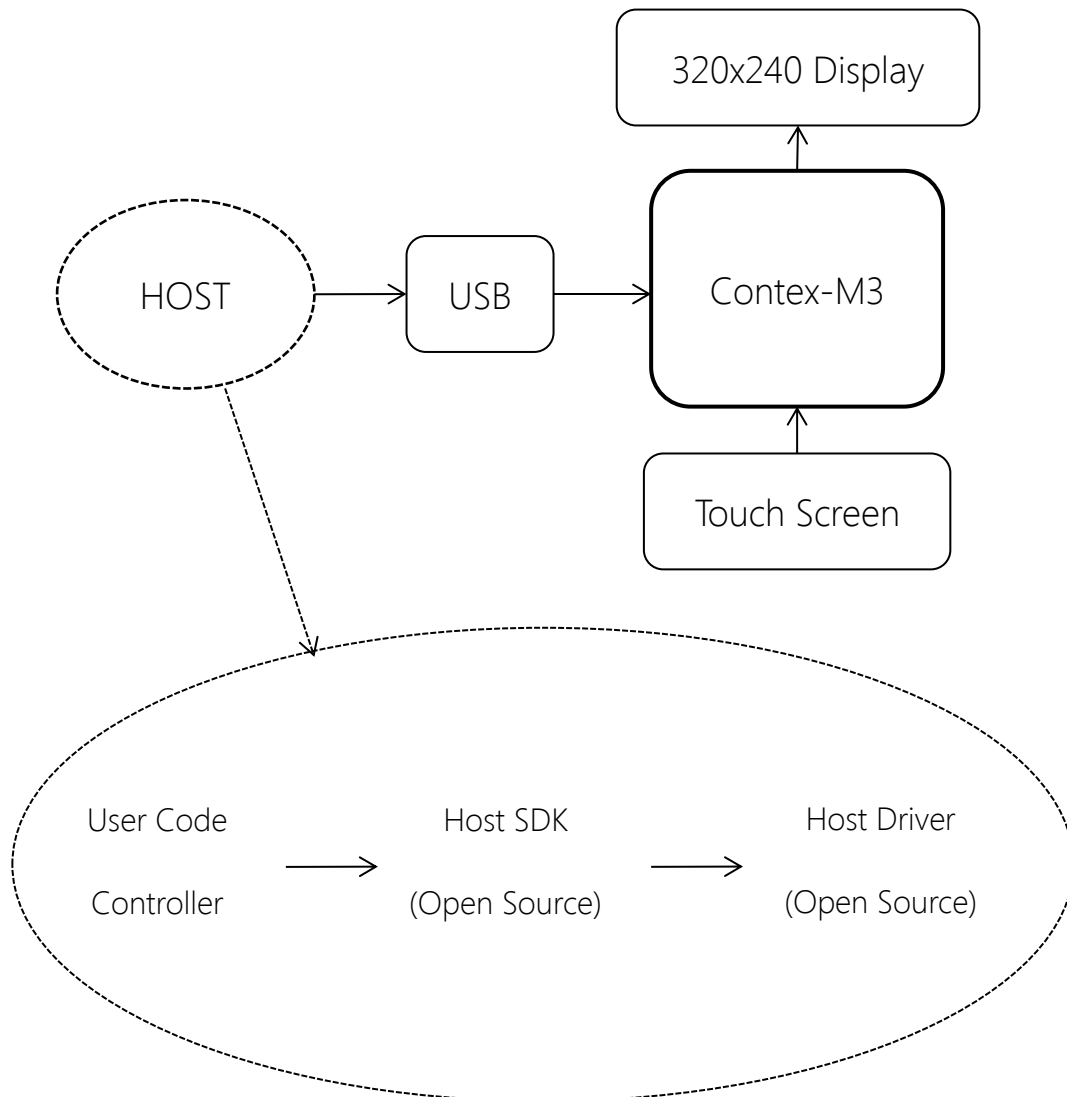 320x240 Display
HOST
USB
Contex-M3
Touch Screen
User Code
Controller
Host SDK
(Open Source)
Host Driver
(Open Source)